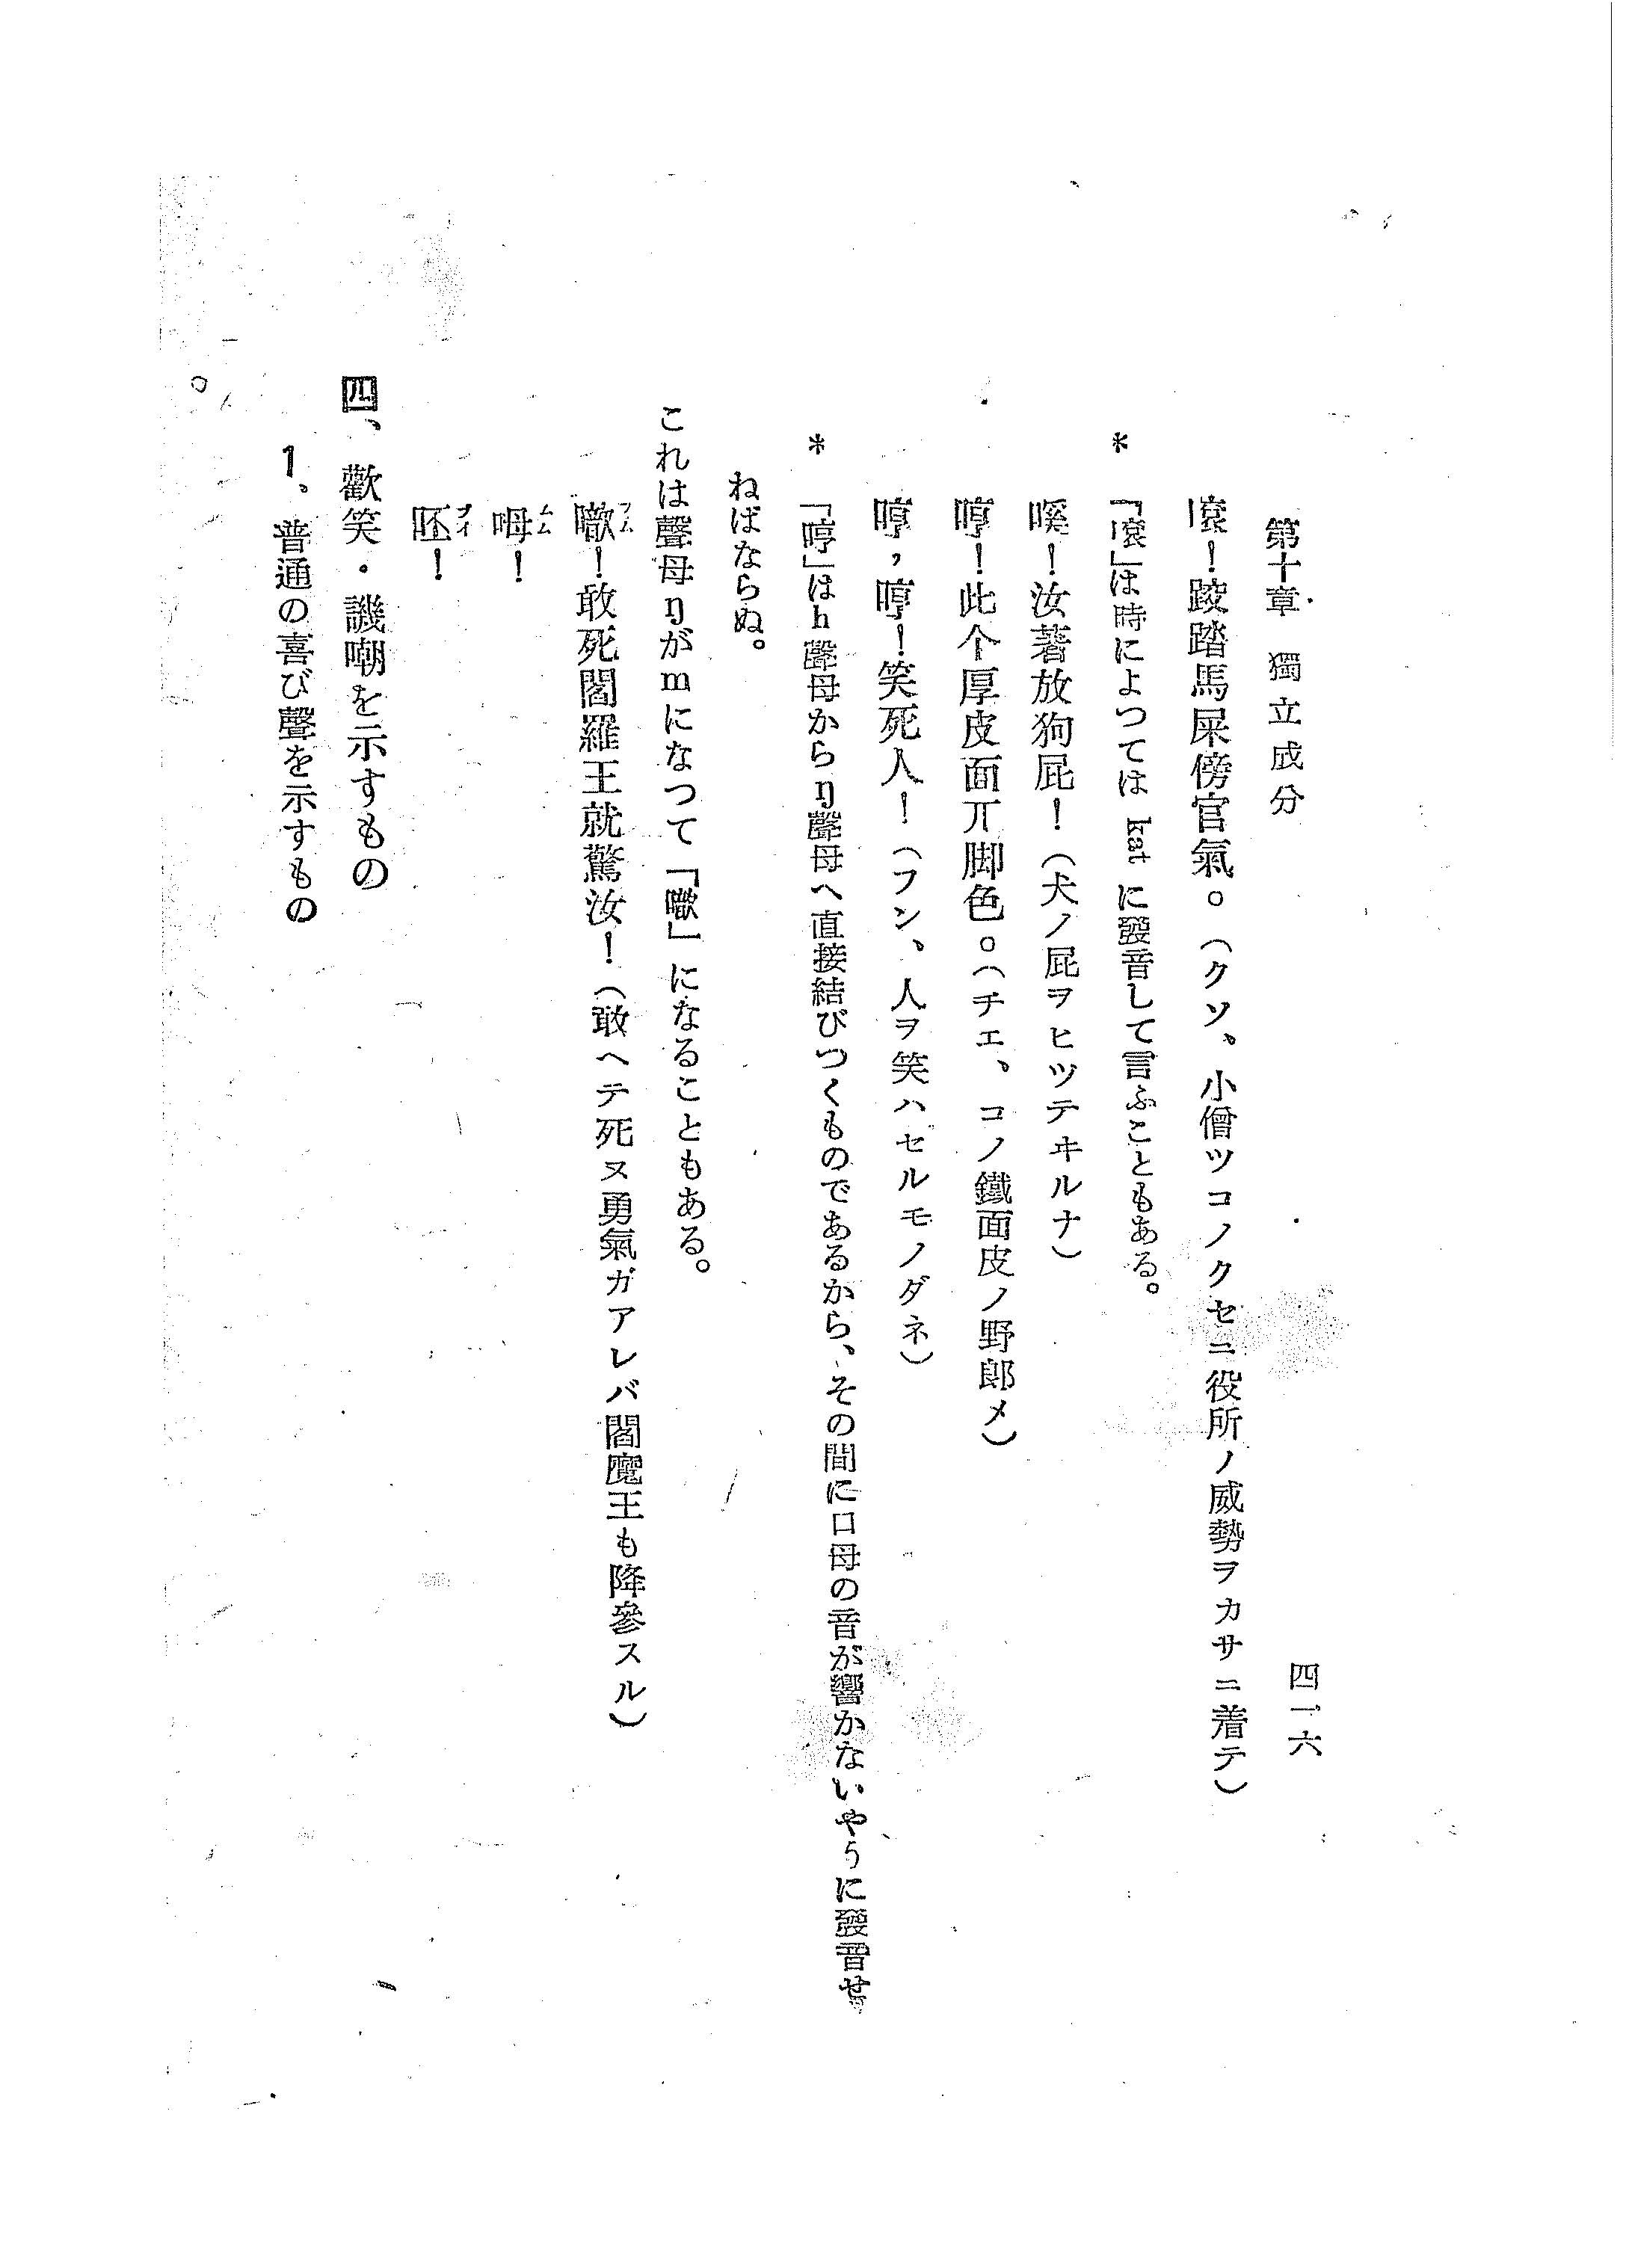 第十章 獨立成分
四一六
㗭！踜踏馬屎傍官氣。（クソ、小僧ツコノクセニ役所ノ威勢ヲカサニ着テ）
＊「㗭」は時によつては kat に發音して言ふこともある。
嗘！汝著放狗屁！（犬ノ屁ヲヒツテヰルナ）
哼！此个厚皮面丌脚色。（チエ、コノ鐵面皮ノ野郎メ）
哼，哼！笑死人！（フン、人ヲ笑ハセルモノダネ）
＊「哼」はh聲母からŋ聲母へ直接結びつくものであるから、その間に口母の音が響かないやうに發音せ
ねばならぬ。
これは聲母ŋがmになつて「噷」になることもある。
噷！敢死閻羅王就驚汝！（敢ヘテ死ヌ勇氣ガアレバ閻魔王も降參スル）
フム
呣！
ムム
呸！
四、歡笑・譏嘲を示すもの
1、普通の喜び聲を示すもの